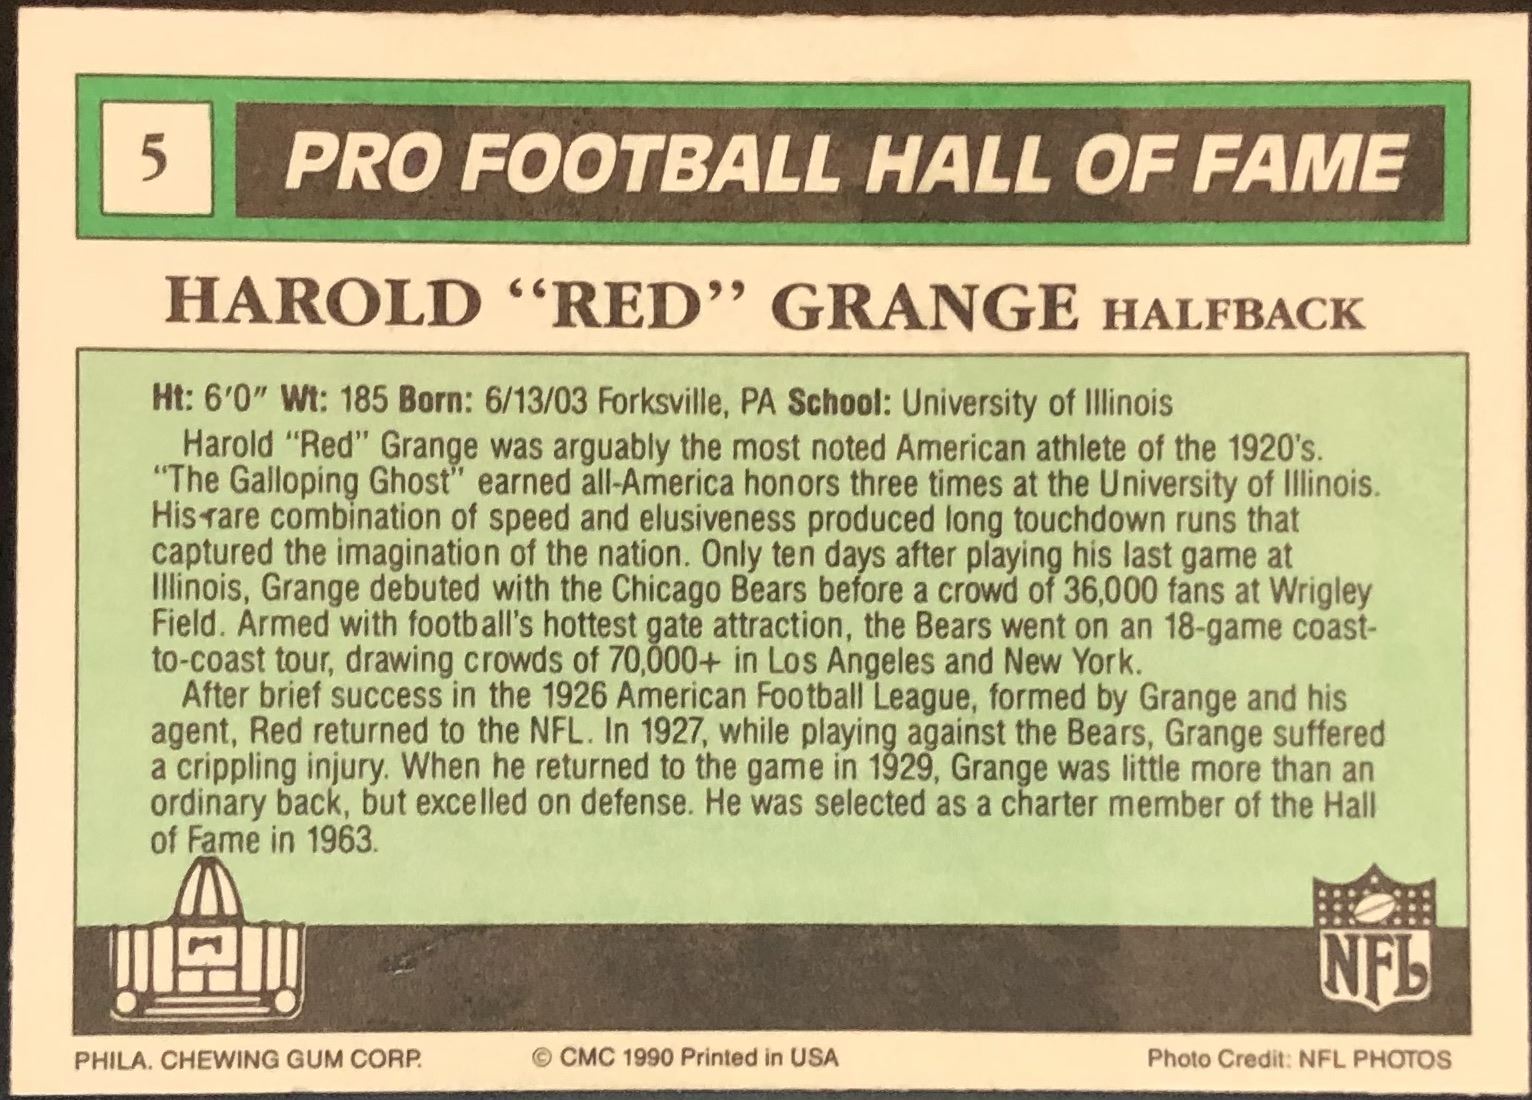 5
PRO FOOTBALL HALL OF FAME
HAROLD “RED” GRANGE HALFBACK
Ht: 6'0" Wt: 185 Born: 6/13/03 Forksville, PA School: University of Illinois
Harold “Red” Grange was arguably the most noted American athlete of the 1920's.
“The Galloping Ghost” earned all-America honors three times at the University of Illinois.
His rare combination of speed and elusiveness produced long touchdown runs that
captured the imagination of the nation. Only ten days after playing his last game at
Illinois, Grange debuted with the Chicago Bears before a crowd of 36,000 fans at Wrigley
Field. Armed with football's hottest gate attraction, the Bears went on an 18-game coast-
to-coast tour, drawing crowds of 70,000+ in Los Angeles and New York.
After brief success in the 1926 American Football League, formed by Grange and his
agent, Red returned to the NFL. In 1927, while playing against the Bears, Grange suffered
a crippling injury. When he returned to the game in 1929, Grange was little more than an
ordinary back, but excelled on defense. He was selected as a charter member of the Hall
of Fame in 1963.
NFL
PHILA. CHEWING GUM CORP. © CMC 1990 Printed in USA Photo Credit: NFL PHOTOS